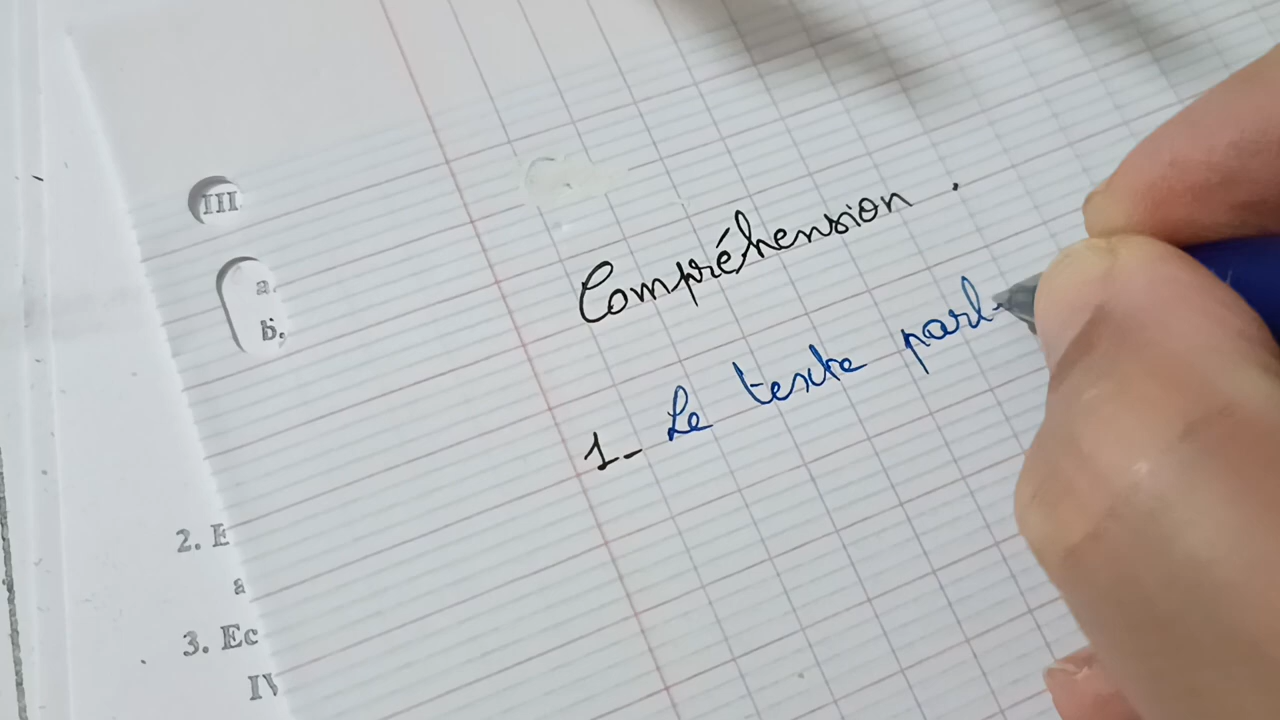 III
a.
b.
2. E
a
3. Ec
IV
Compréhension .
1_ Le texte parl